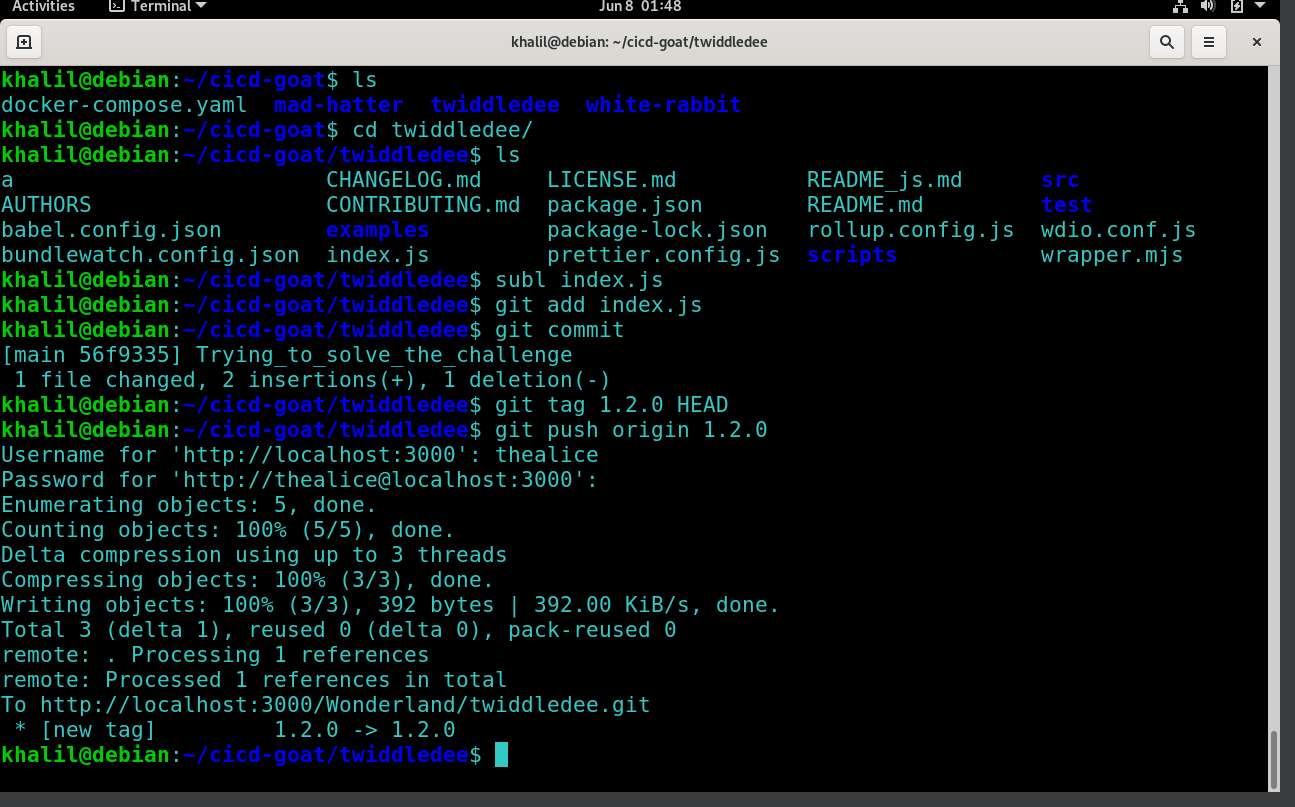 Activities Terminal Jun 8 01:48
khalil@debian: ~/cicd-goat/twiddledee
khalil@debian:~/cicd-goat$ ls
docker-compose.yaml mad-hatter twiddledee white-rabbit
khalil@debian:~/cicd-goat$ cd twiddledee/
khalil@debian:~/cicd-goat/twiddledee$ ls
a CHANGELOG.md LICENSE.md README_js.md src
AUTHORS CONTRIBUTING.md package.json README.md test
babel.config.json examples package-lock.json rollup.config.js wdio.conf.js
bundlewatch.config.json index.js prettier.config.js scripts wrapper.mjs
khalil@debian:~/cicd-goat/twiddledee$ subl index.js
khalil@debian:~/cicd-goat/twiddledee$ git add index.js
khalil@debian:~/cicd-goat/twiddledee$ git commit
[main 56f9335] Trying_to_solve_the_challenge
1 file changed, 2 insertions(+), 1 deletion(-)
khalil@debian:~/cicd-goat/twiddledee$ git tag 1.2.0 HEAD
khalil@debian:~/cicd-goat/twiddledee$ git push origin 1.2.0
Username for 'http://localhost:3000': thealice
Password for 'http://thealice@localhost:3000':
Enumerating objects: 5, done.
Counting objects: 100% (5/5), done.
Delta compression using up to 3 threads
Compressing objects: 100% (3/3), done.
Writing objects: 100% (3/3), 392 bytes | 392.00 KiB/s, done.
Total 3 (delta 1), reused 0 (delta 0), pack-reused 0
remote: . Processing 1 references
remote: Processed 1 references in total
To http://localhost:3000/Wonderland/twiddledee.git
* [new tag] 1.2.0 -> 1.2.0
khalil@debian:~/cicd-goat/twiddledee$